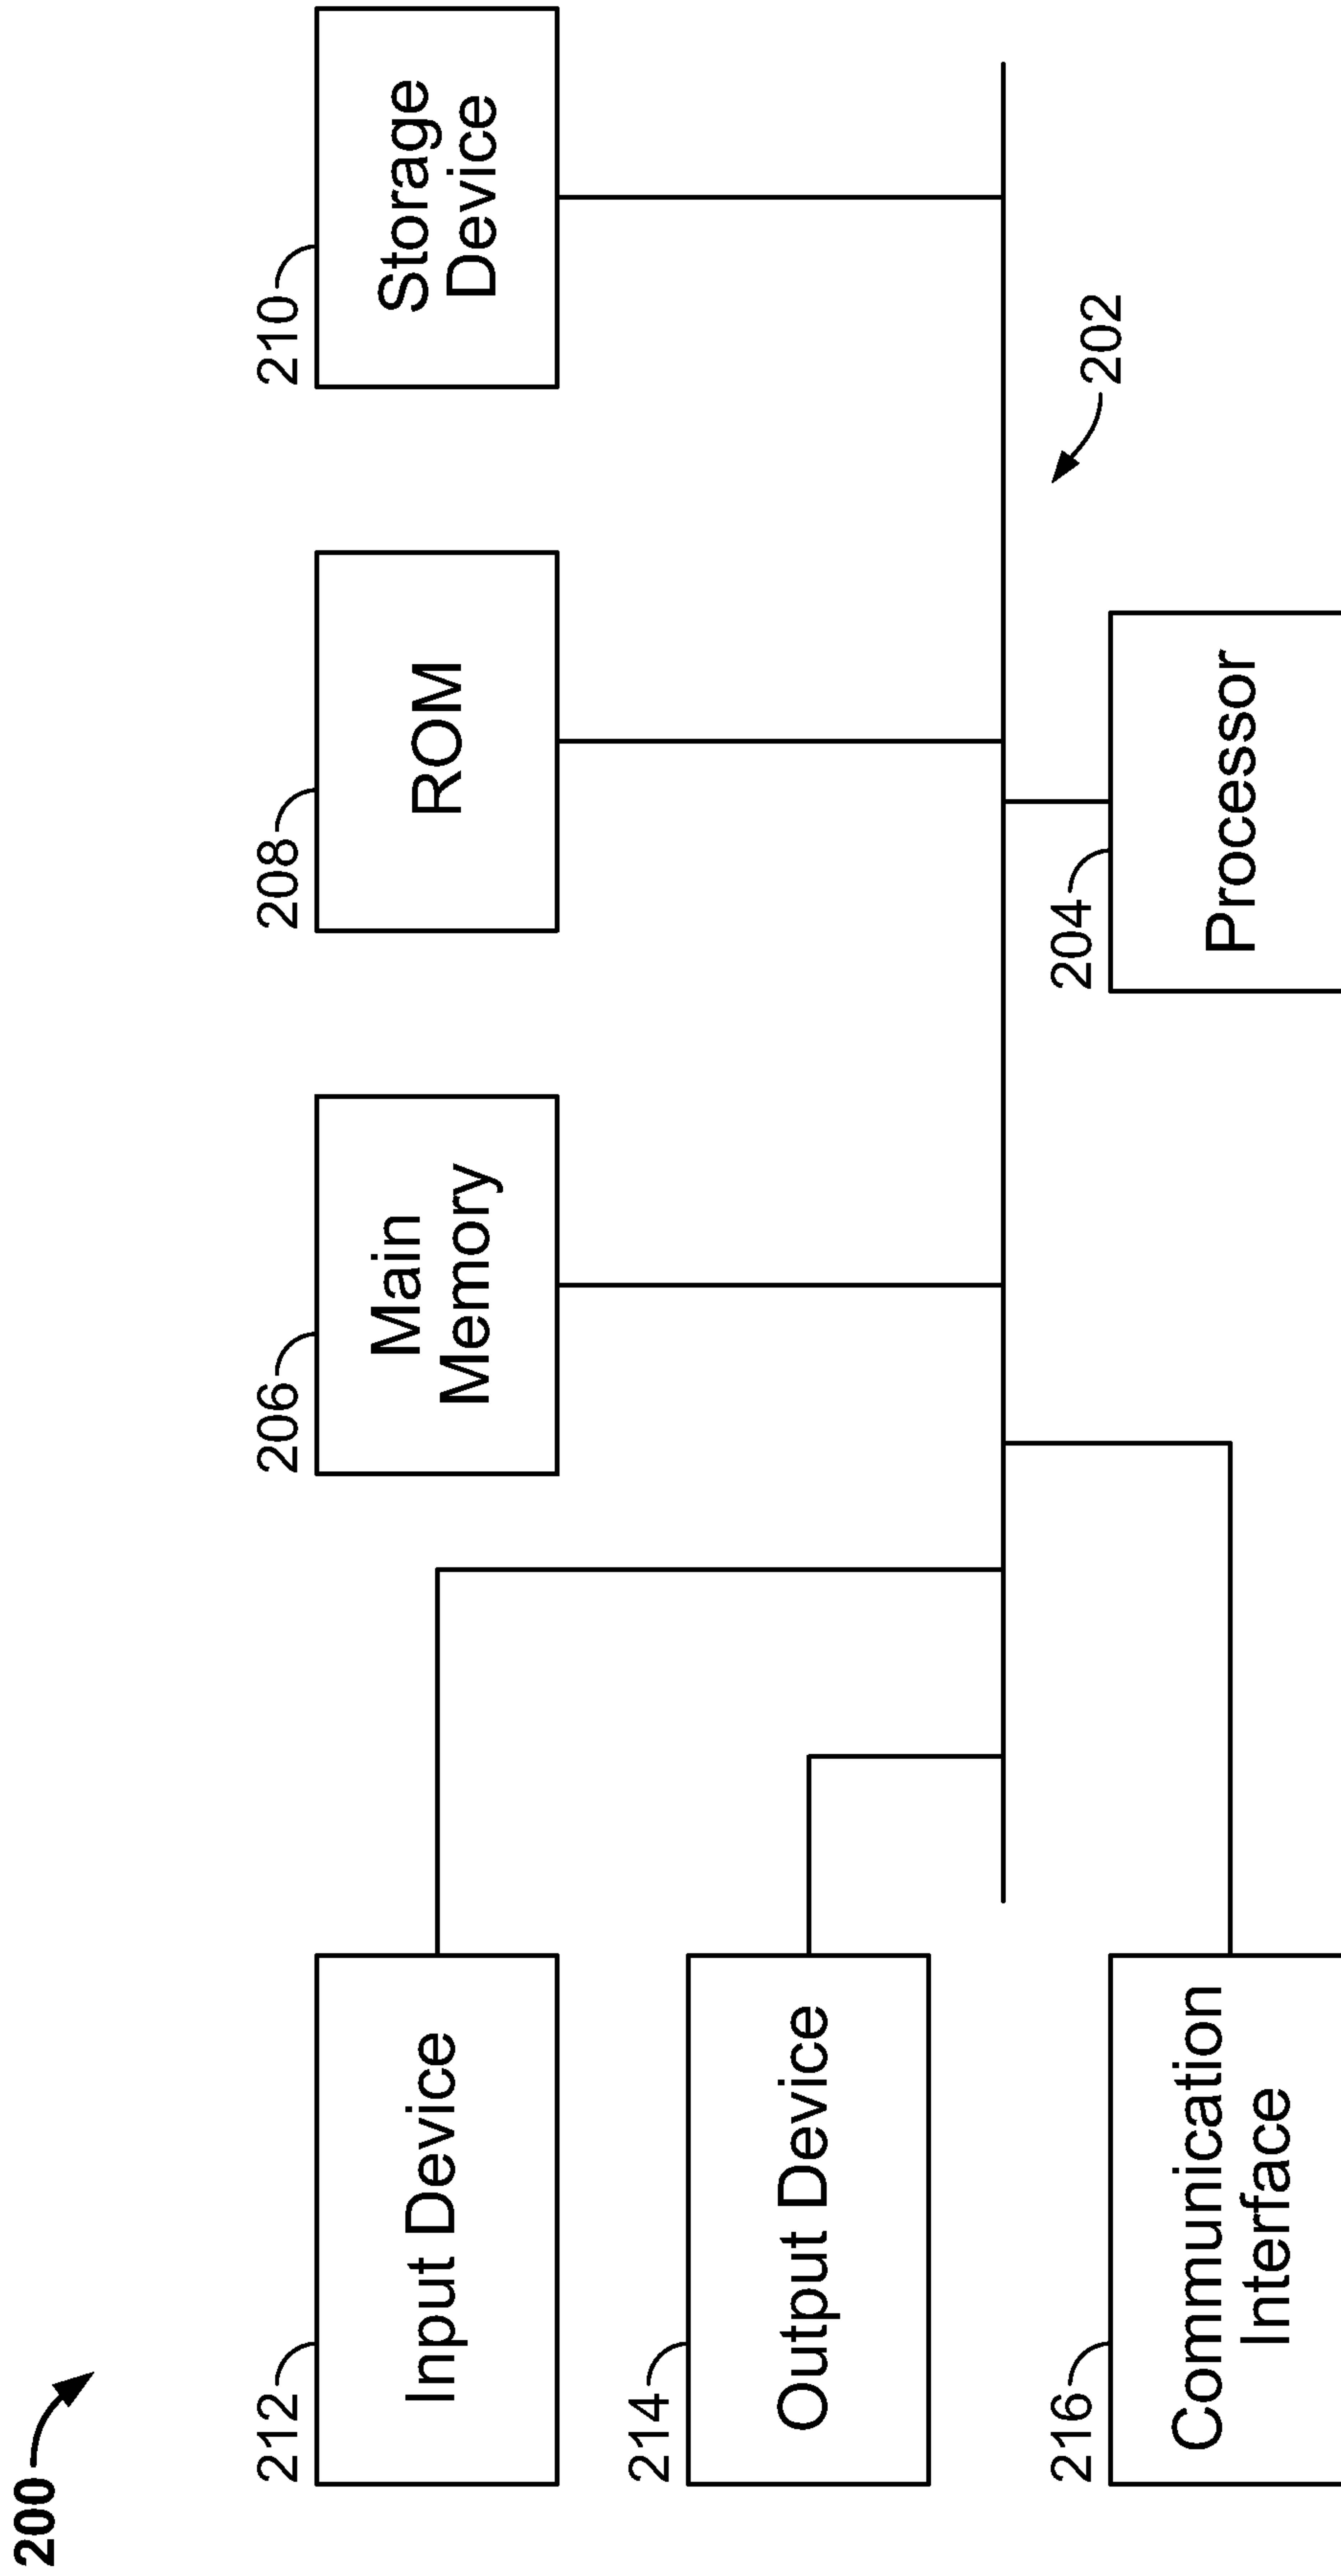 200
212
Input Device
206
Main
Memory
208
ROM
210
Storage
Device
214
Output Device
202
216
Communication
Interface
204
Processor